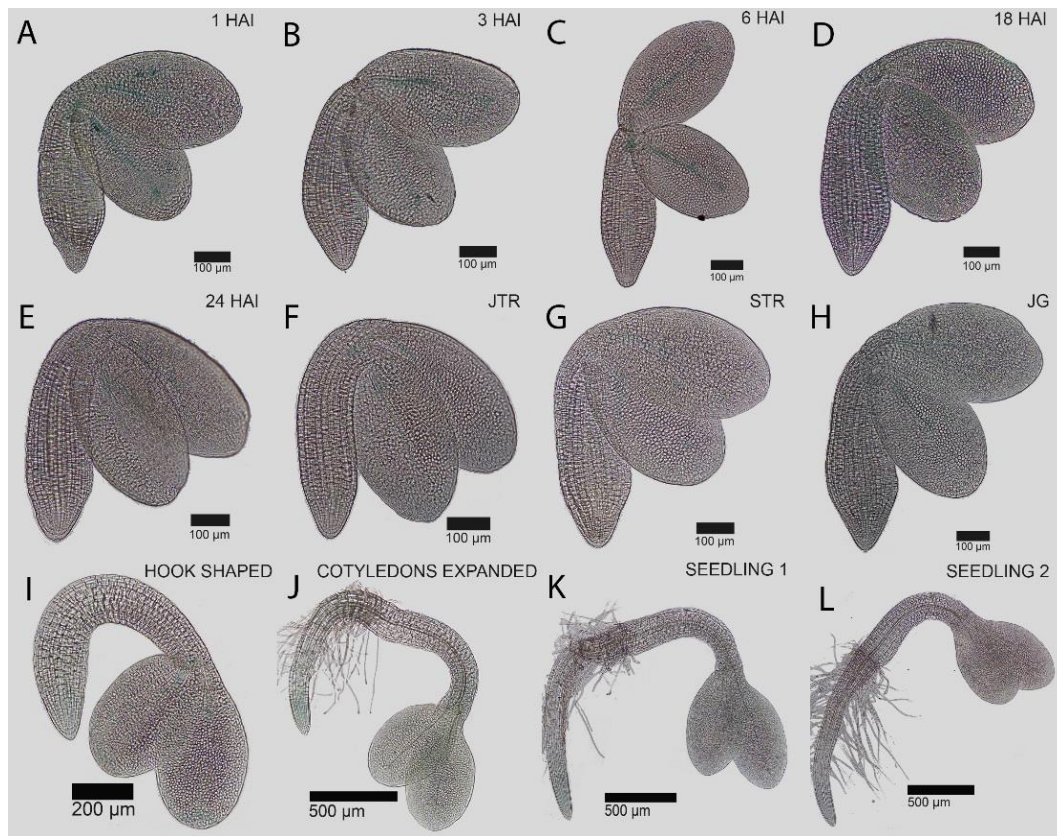 A 1 HAI
B 3 HAI
C 6 HAI
D 18 HAI
100 µm
100 µm
100 µm
100 µm
E 24 HAI
F JTR
G STR
H JG
100 µm
100 µm
100 µm
100 µm
I HOOK SHAPED
J COTYLEDONS EXPANDED
K SEEDLING 1
L SEEDLING 2
200 µm
500 µm
500 µm
500 µm